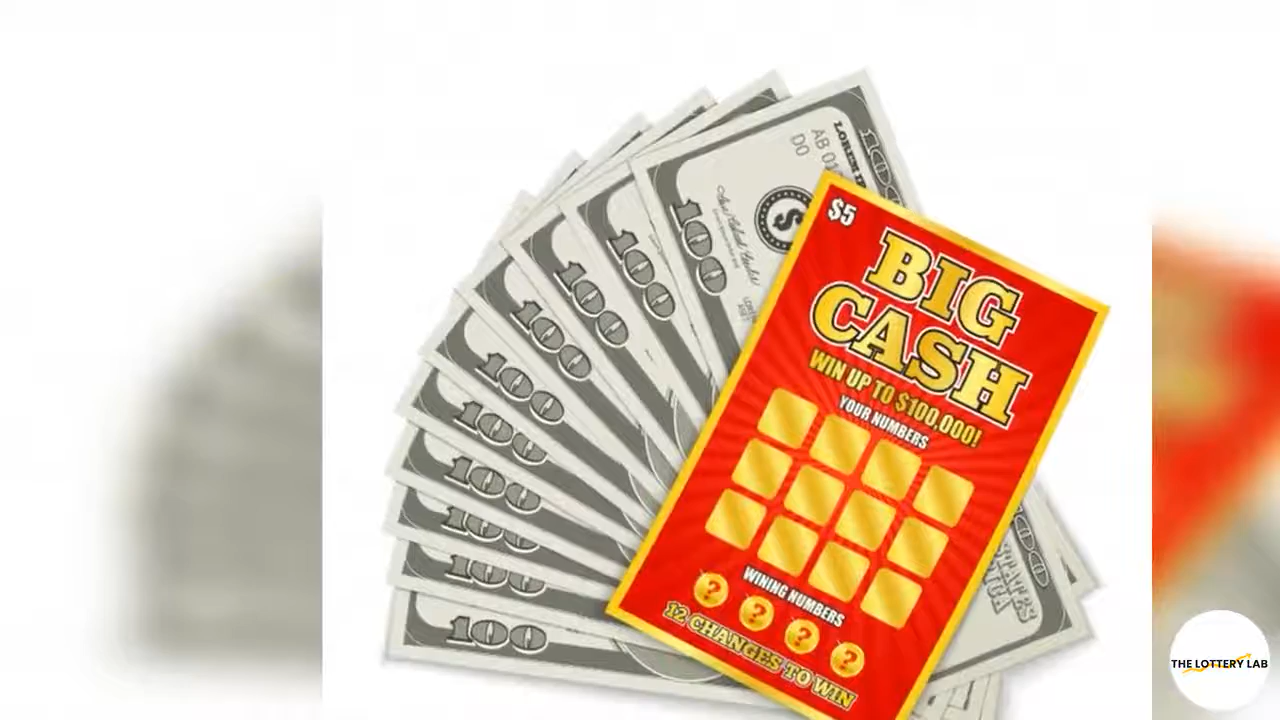 $5
BIG
CASH
WIN UP TO $100,000!
YOUR NUMBERS
WINING NUMBERS
? ? ? ?
12 CHANGES TO WIN
100
100
100
100
100
100
100
100
100
100
THE LOTTERY LAB